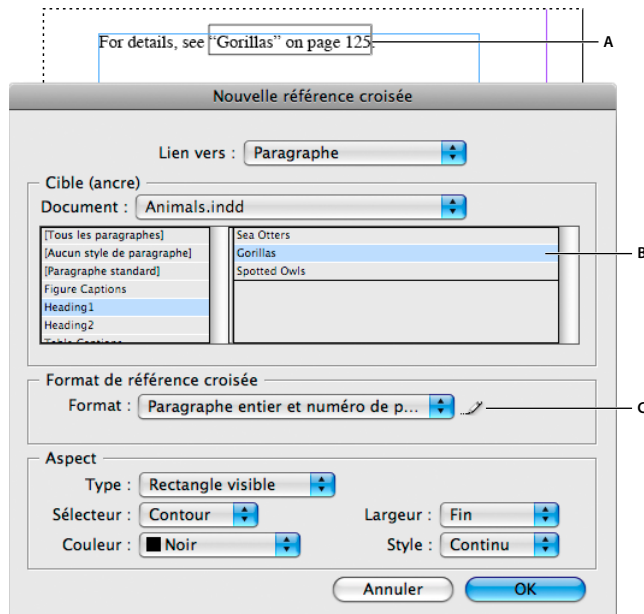 For details, see “Gorillas” on page 125.
A
Nouvelle référence croisée
Lien vers : Paragraphe
Cible (ancre)
Document : Animals.indd
[Tous les paragraphes]
[Aucun style de paragraphe]
[Paragraphe standard]
Figure Captions
Heading1
Heading2
Table Captions
Sea Otters
Gorillas
Spotted Owls
B
Format de référence croisée
Format : Paragraphe entier et numéro de p...
C
Aspect
Type : Rectangle visible
Sélecteur : Contour
Largeur : Fin
Couleur : Noir
Style : Continu
Annuler
OK